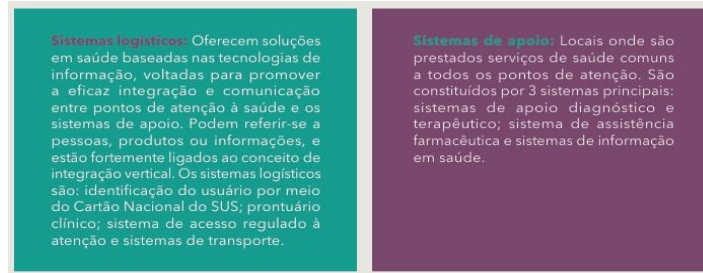 Sistemas logísticos: Oferecem soluções
em saúde baseadas nas tecnologias de
informação, voltadas para promover
a eficaz integração e comunicação
entre pontos de atenção à saúde e os
sistemas de apoio. Podem referir-se a
pessoas, produtos ou informações, e
estão fortemente ligados ao conceito de
integração vertical. Os sistemas logísticos
são: identificação do usuário por meio
do Cartão Nacional do SUS; prontuário
clínico; sistema de acesso regulado à
atenção e sistemas de transporte.
Sistemas de apoio: Locais onde são
prestados serviços de saúde comuns
a todos os pontos de atenção. São
constituídos por 3 sistemas principais:
sistemas de apoio diagnóstico e
terapêutico; sistema de assistência
farmacêutica e sistemas de informação
em saúde.